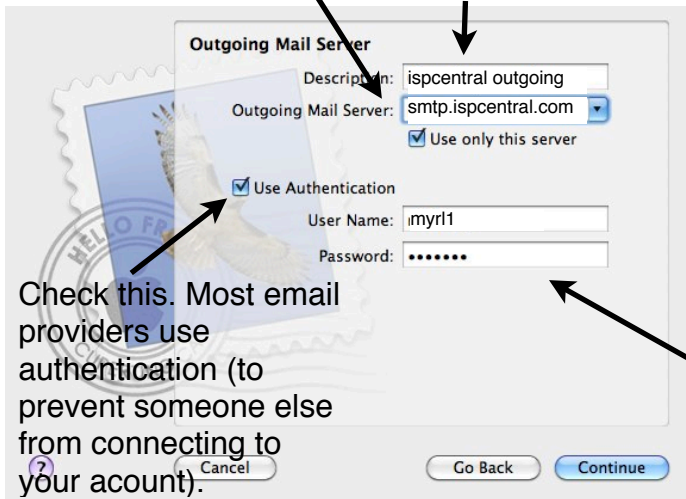 Outgoing Mail Server
Description: ispcentral outgoing
Outgoing Mail Server: smtp.ispcentral.com
Use only this server
Use Authentication
User Name: myrl1
Password: •••••••
HELLO FR
Check this. Most email
providers use
authentication (to
prevent someone else
from connecting to
your acount).
? Cancel Go Back Continue